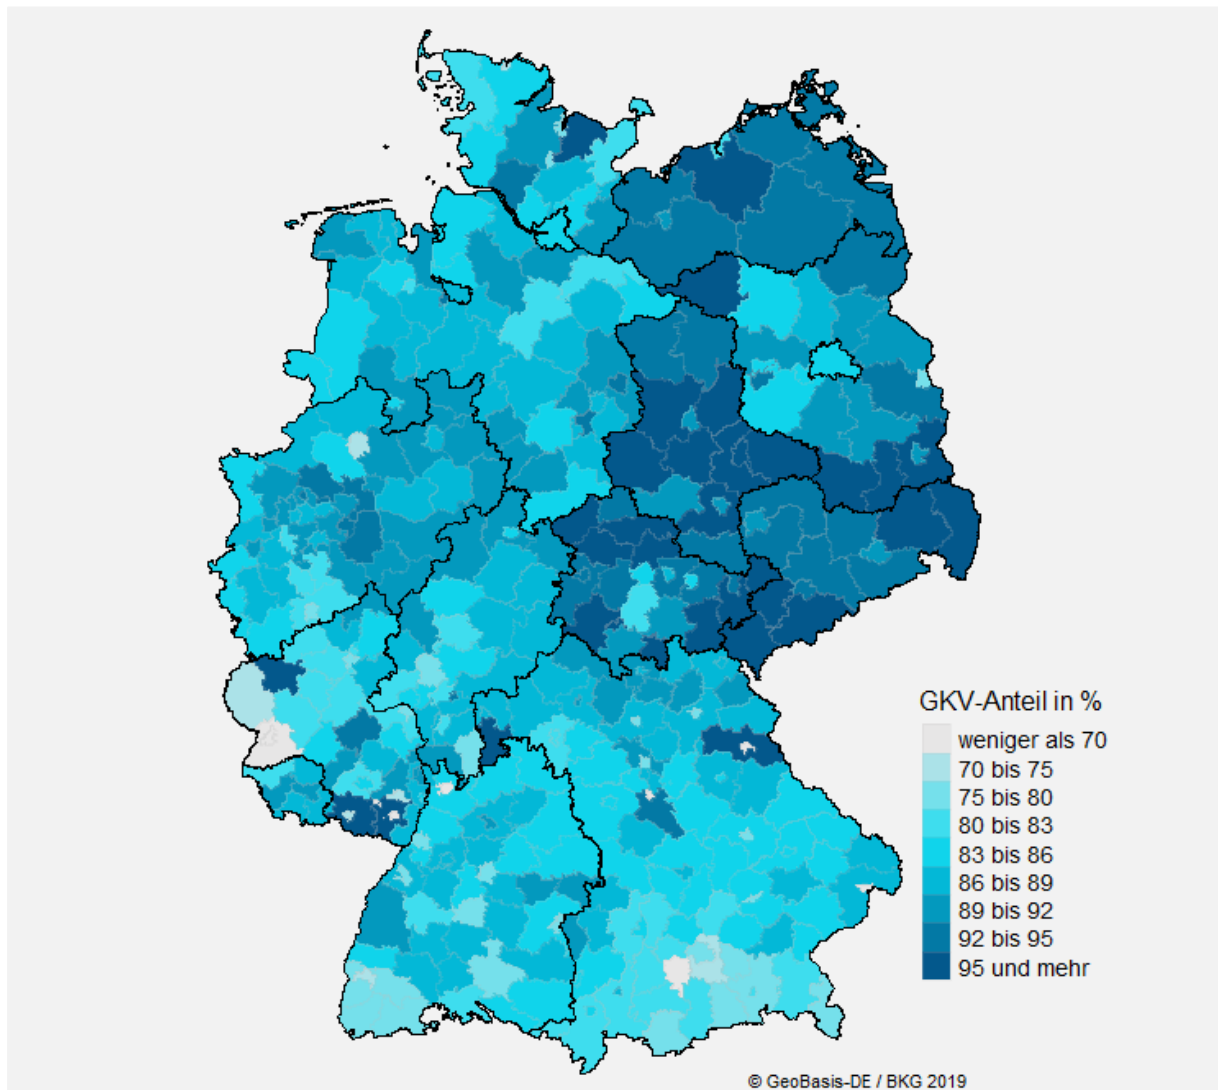 GKV-Anteil in %
weniger als 70
70 bis 75
75 bis 80
80 bis 83
83 bis 86
86 bis 89
89 bis 92
92 bis 95
95 und mehr
© GeoBasis-DE / BKG 2019